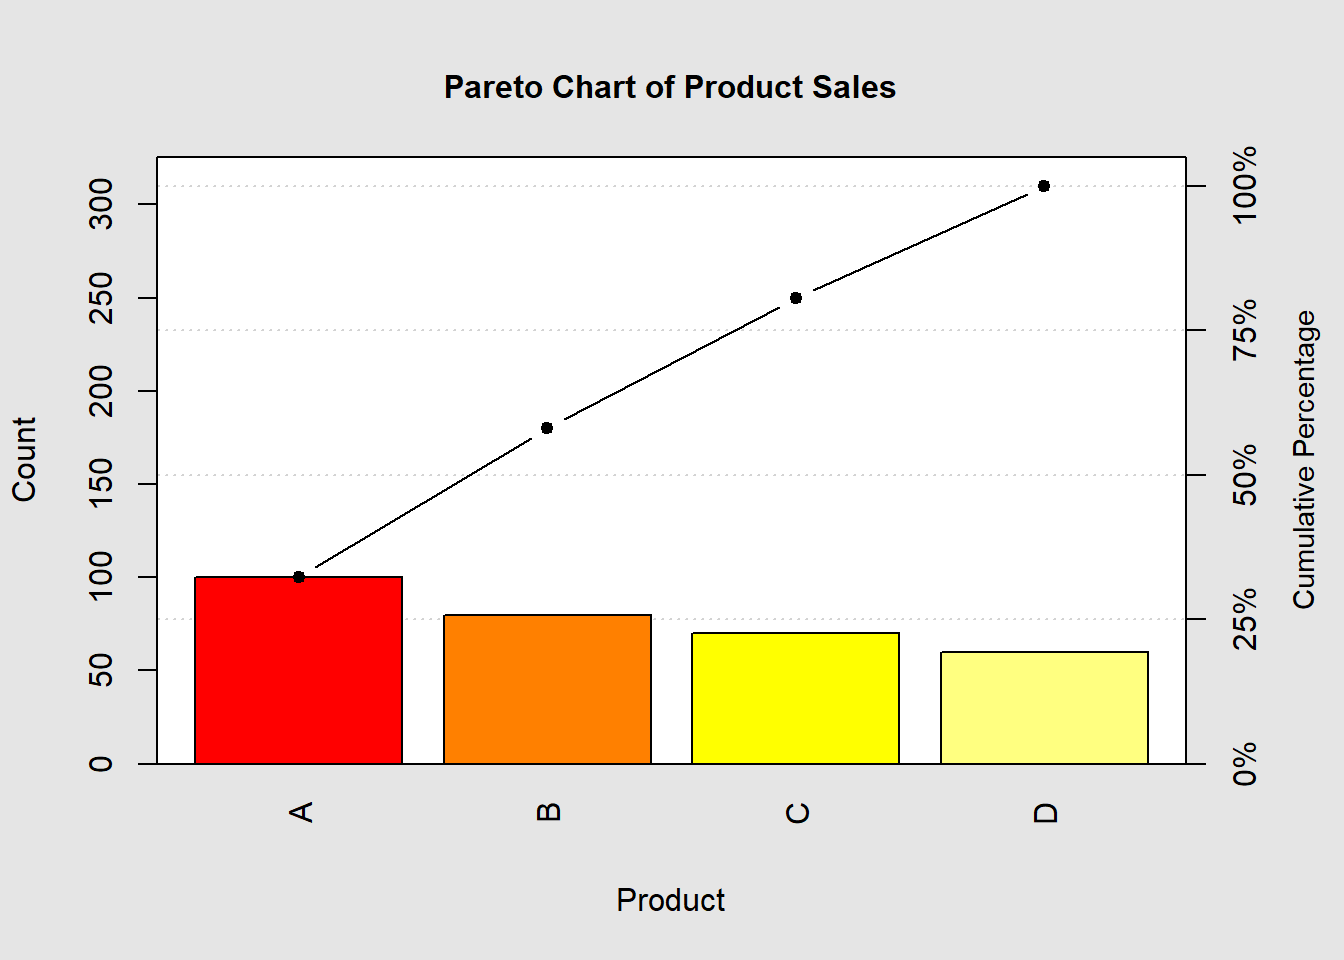 Pareto Chart of Product Sales
Count
300
250
200
150
100
50
0
100%
75%
50%
25%
0%
Cumulative Percentage
A
B
C
D
Product